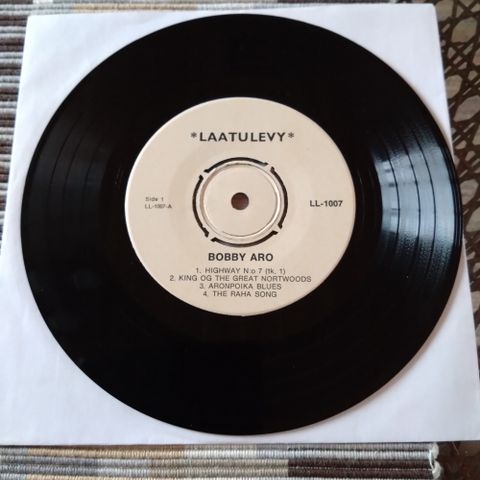 *LAATULEVY*
Side 1
LL-1007-A
LL-1007
BOBBY ARO
1. HIGHWAY N:o 7 (tk. 1)
2. KING OG THE GREAT NORTWOODS
3. ARONPOIKA BLUES
4. THE RAHA SONG